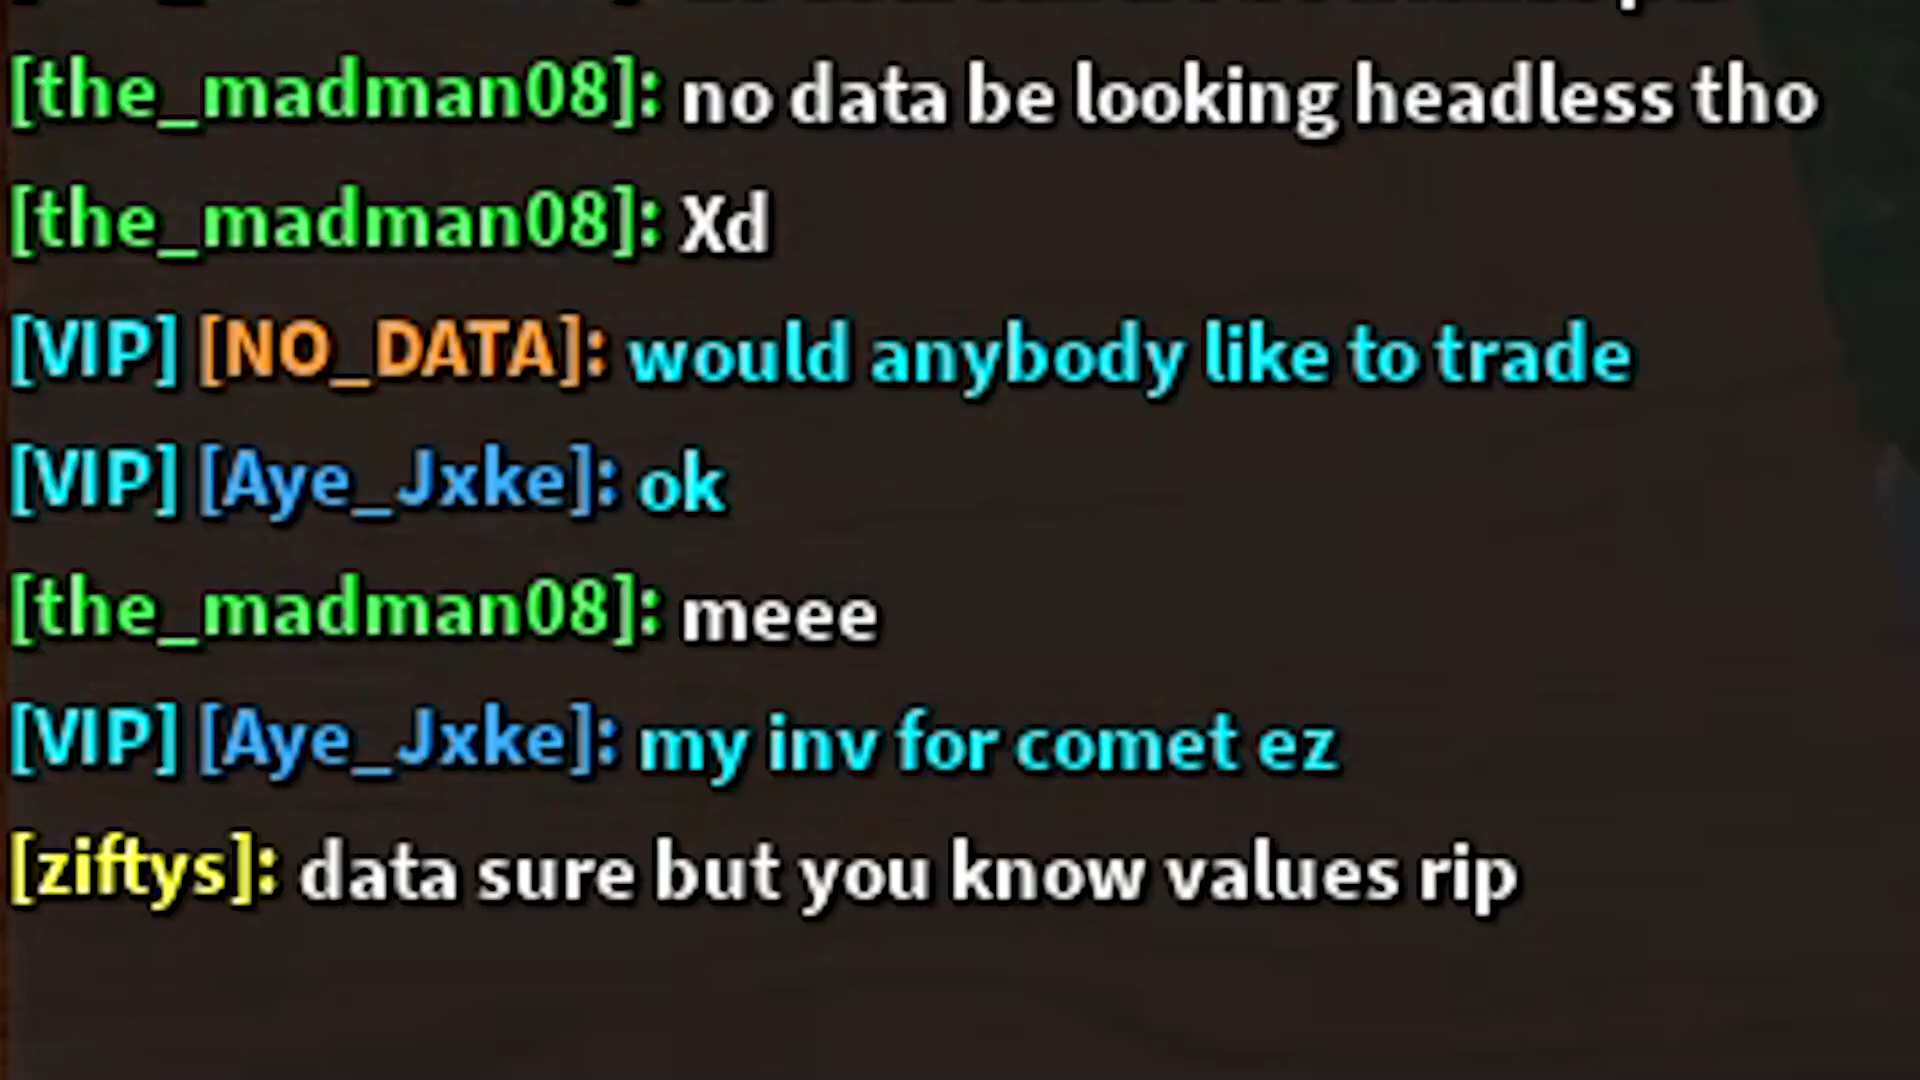 [the_madman08]: no data be looking headless tho
[the_madman08]: Xd
[VIP] [NO_DATA]: would anybody like to trade
[VIP] [Aye_Jxke]: ok
[the_madman08]: meee
[VIP] [Aye_Jxke]: my inv for comet ez
[ziftys]: data sure but you know values rip